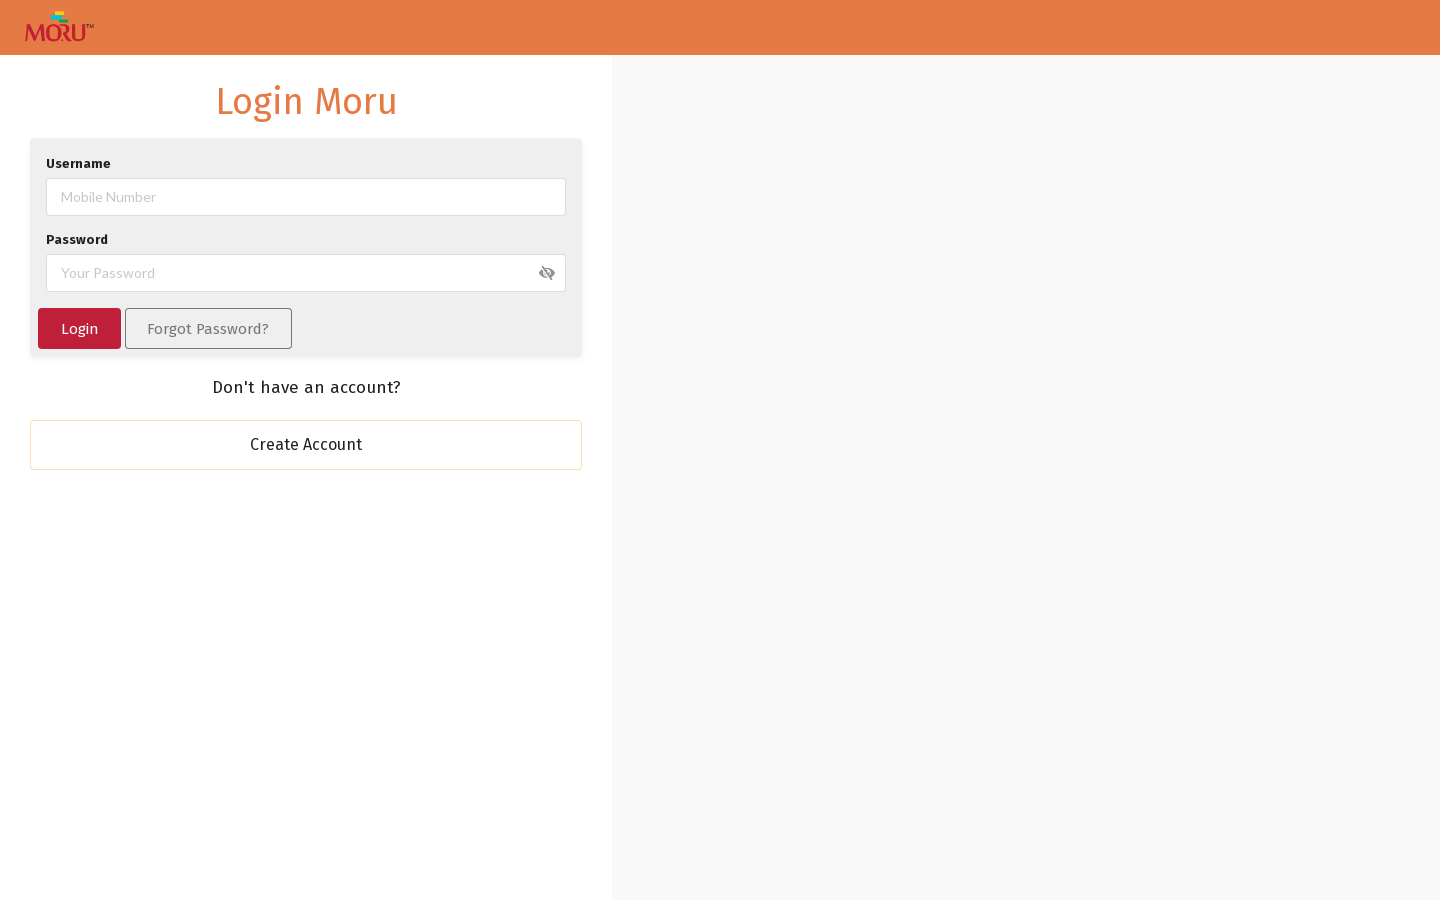 MORU™
Login Moru
Username
Mobile Number
Password
Your Password
Login
Forgot Password?
Don't have an account?
Create Account